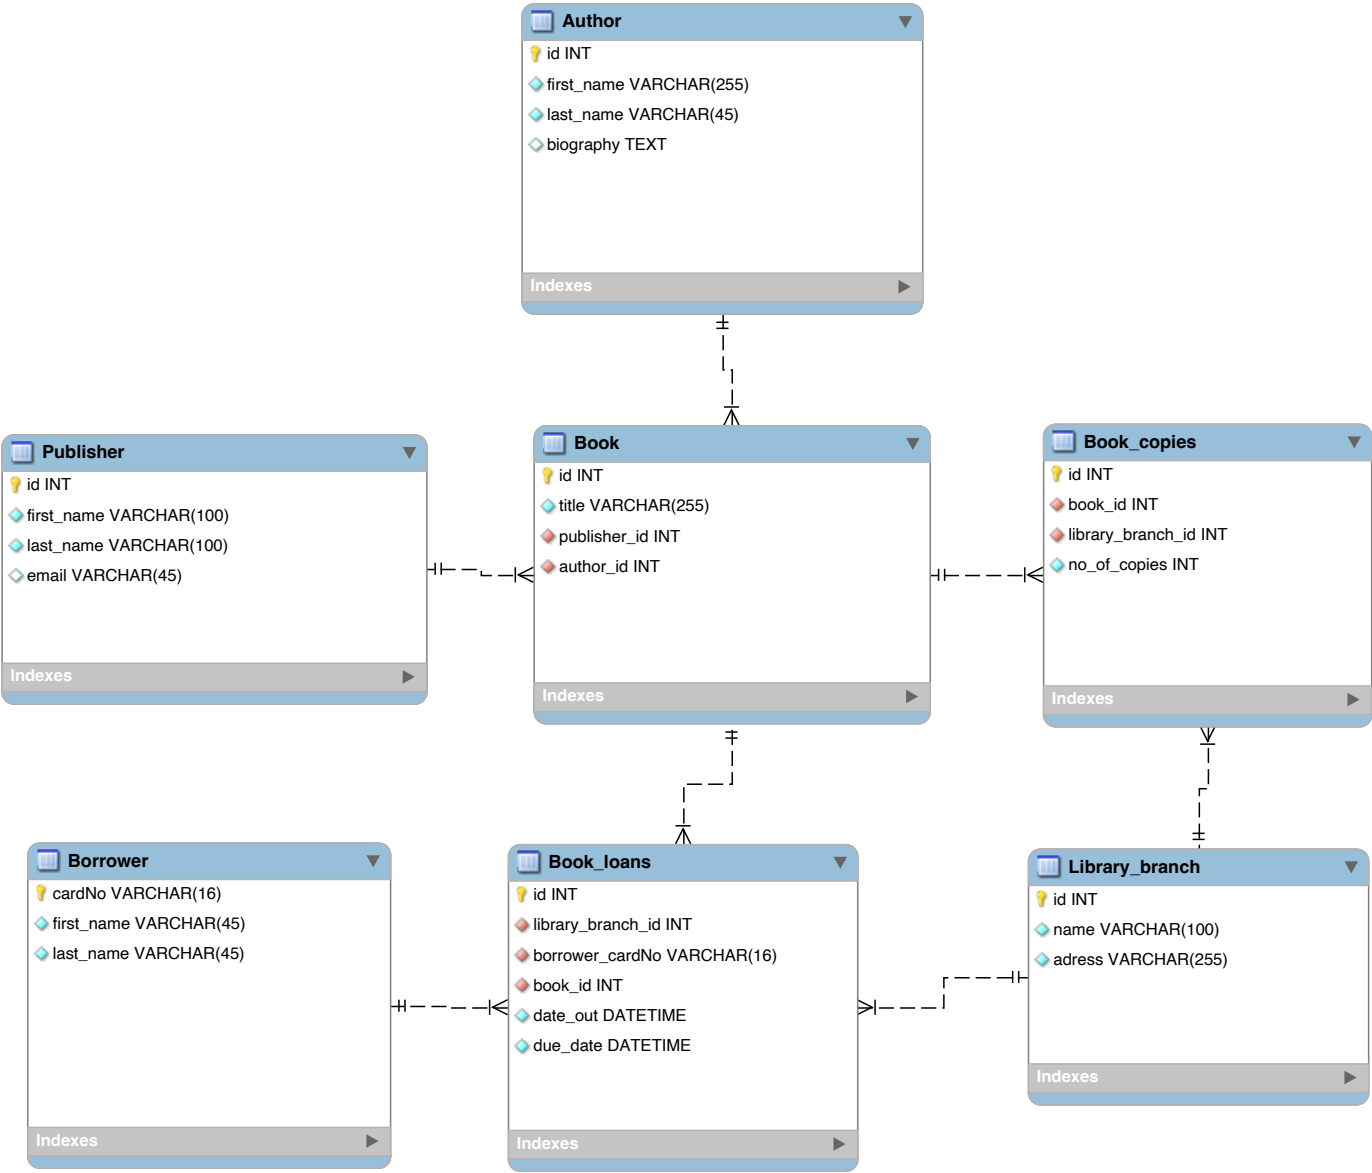 Author
id INT
first_name VARCHAR(255)
last_name VARCHAR(45)
biography TEXT
Indexes
Publisher
id INT
first_name VARCHAR(100)
last_name VARCHAR(100)
email VARCHAR(45)
Indexes
Book
id INT
title VARCHAR(255)
publisher_id INT
author_id INT
Indexes
Book_copies
id INT
book_id INT
library_branch_id INT
no_of_copies INT
Indexes
Borrower
cardNo VARCHAR(16)
first_name VARCHAR(45)
last_name VARCHAR(45)
Indexes
Book_loans
id INT
library_branch_id INT
borrower_cardNo VARCHAR(16)
book_id INT
date_out DATETIME
due_date DATETIME
Indexes
Library_branch
id INT
name VARCHAR(100)
adress VARCHAR(255)
Indexes